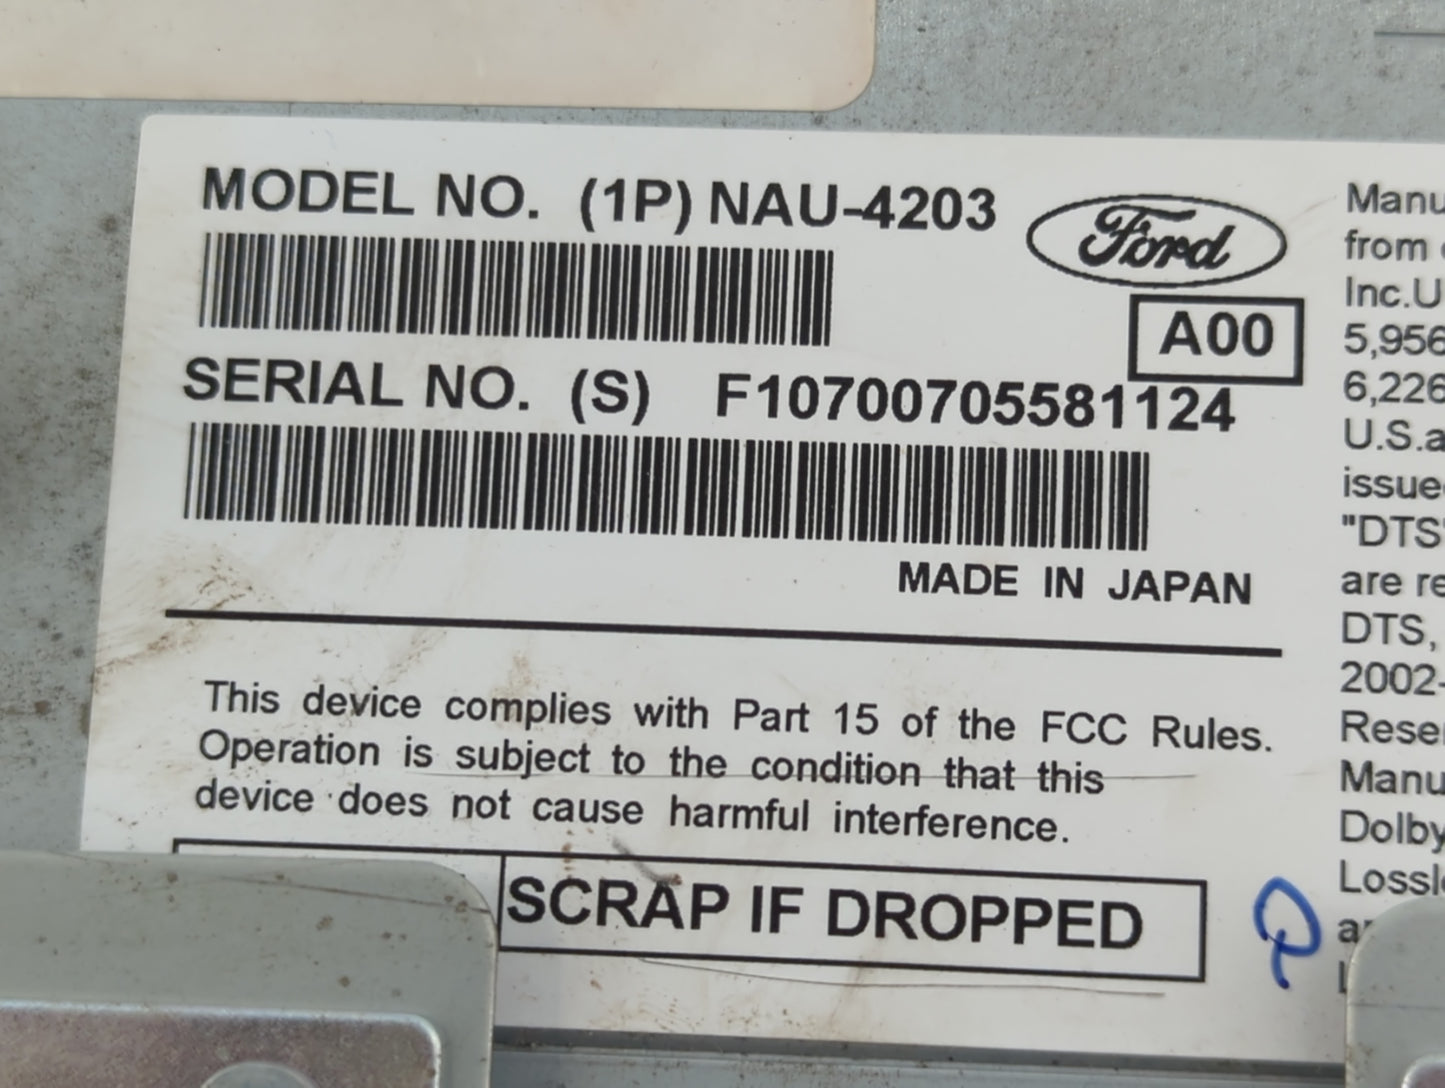 MODEL NO. (1P) NAU-4203
Ford
A00
SERIAL NO. (S) F10700705581124
MADE IN JAPAN
This device complies with Part 15 of the FCC Rules.
Operation is subject to the condition that this
device does not cause harmful interference.
SCRAP IF DROPPED
Manu
from
Inc.U
5,956
6,226
U.S.a
issue
"DTS"
are re
DTS,
2002-
Rese
Manu
Dolby
Lossl